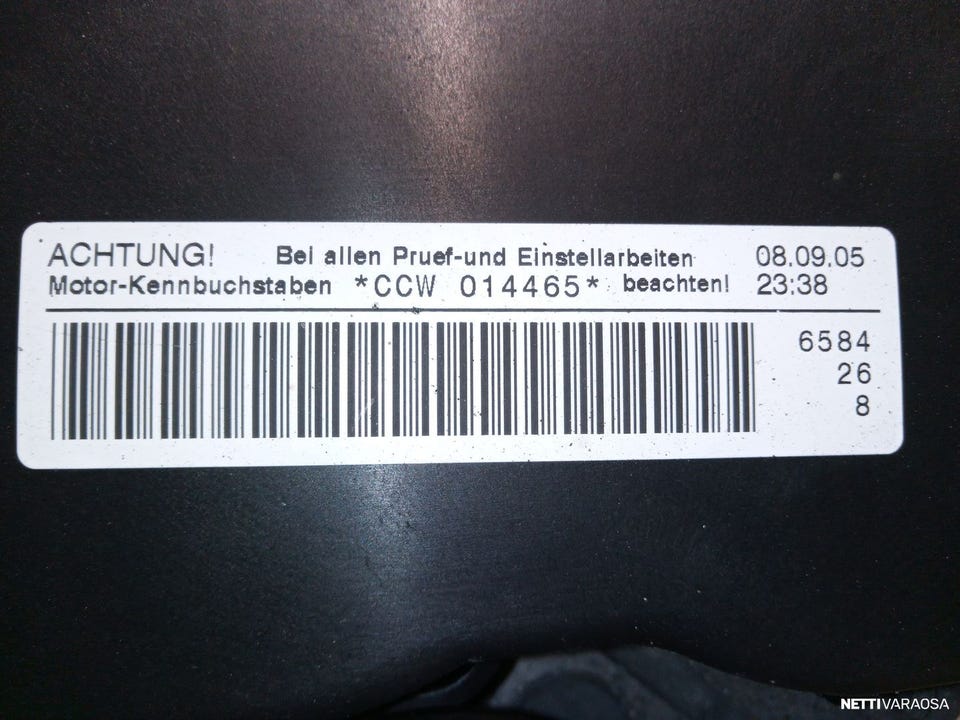 ACHTUNG! Bei allen Pruef-und Einstellarbeiten 08.09.05
Motor-Kennbuchstaben *CCW 014465* beachten! 23:38
6584
26
8
NETTIVARAOSA